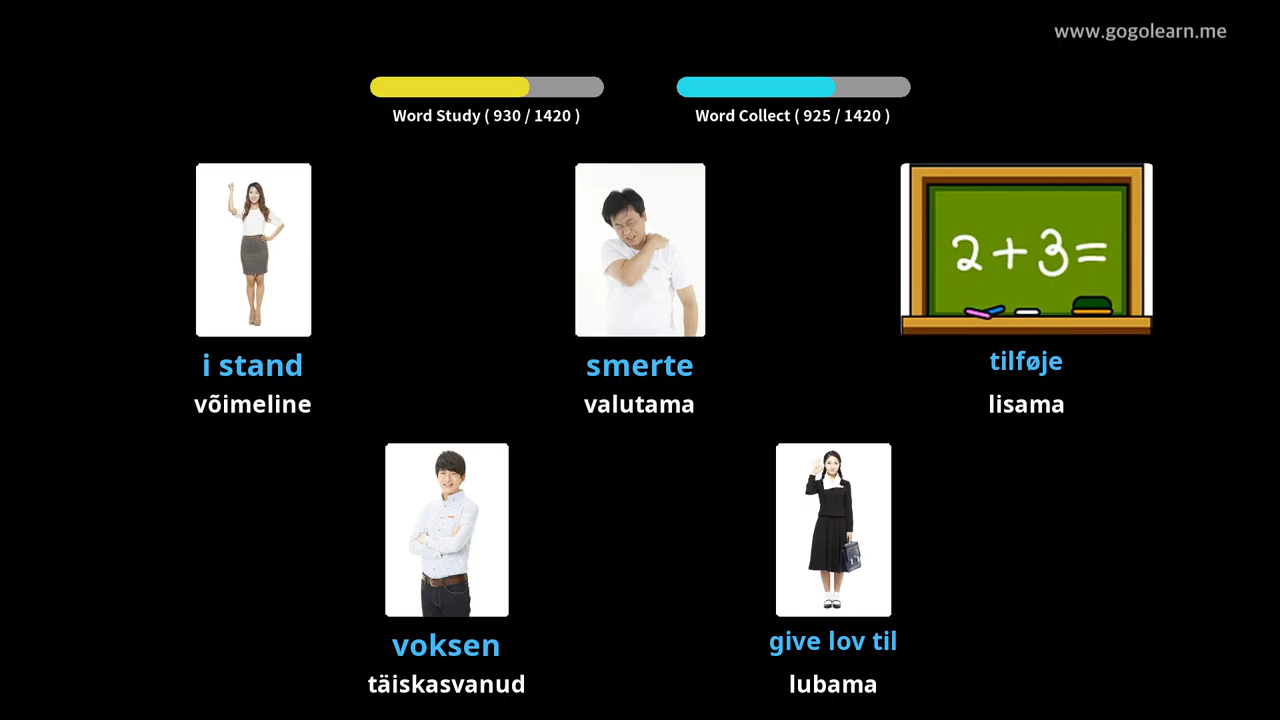 www.gogolearn.me
Word Study ( 930 / 1420 )
Word Collect ( 925 / 1420 )
2+3=
i stand
smerte
tilføje
võimeline
valutama
lisama
voksen
give lov til
täiskasvanud
lubama